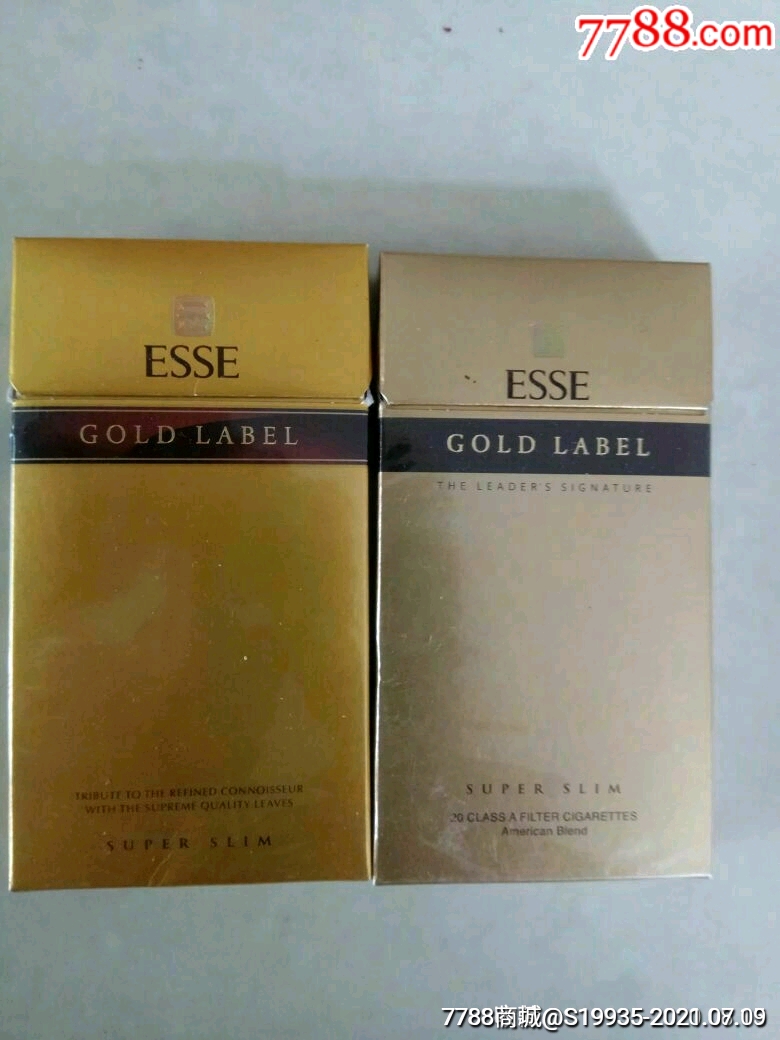 7788.com
ESSE
GOLD LABEL
TRIBUTE TO THE REFINED CONNOISSEUR
WITH THE SUPREME QUALITY LEAVES
SUPER SLIM
ESSE
GOLD LABEL
THE LEADER'S SIGNATURE
SUPER SLIM
20 CLASS A FILTER CIGARETTES
American Blend
7788商城@S19935-2021.07.09